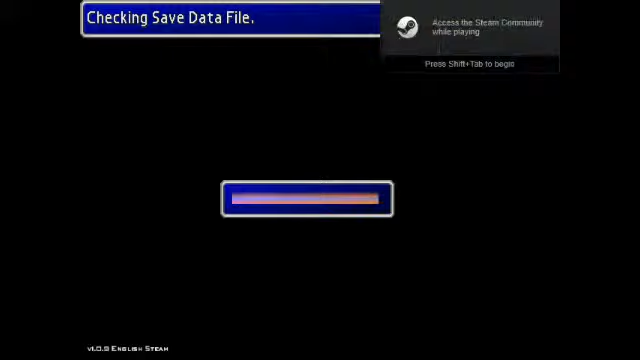 Checking Save Data File.
Access the Steam Community
while playing
Press Shift+Tab to begin
v1.0.9 English Steam